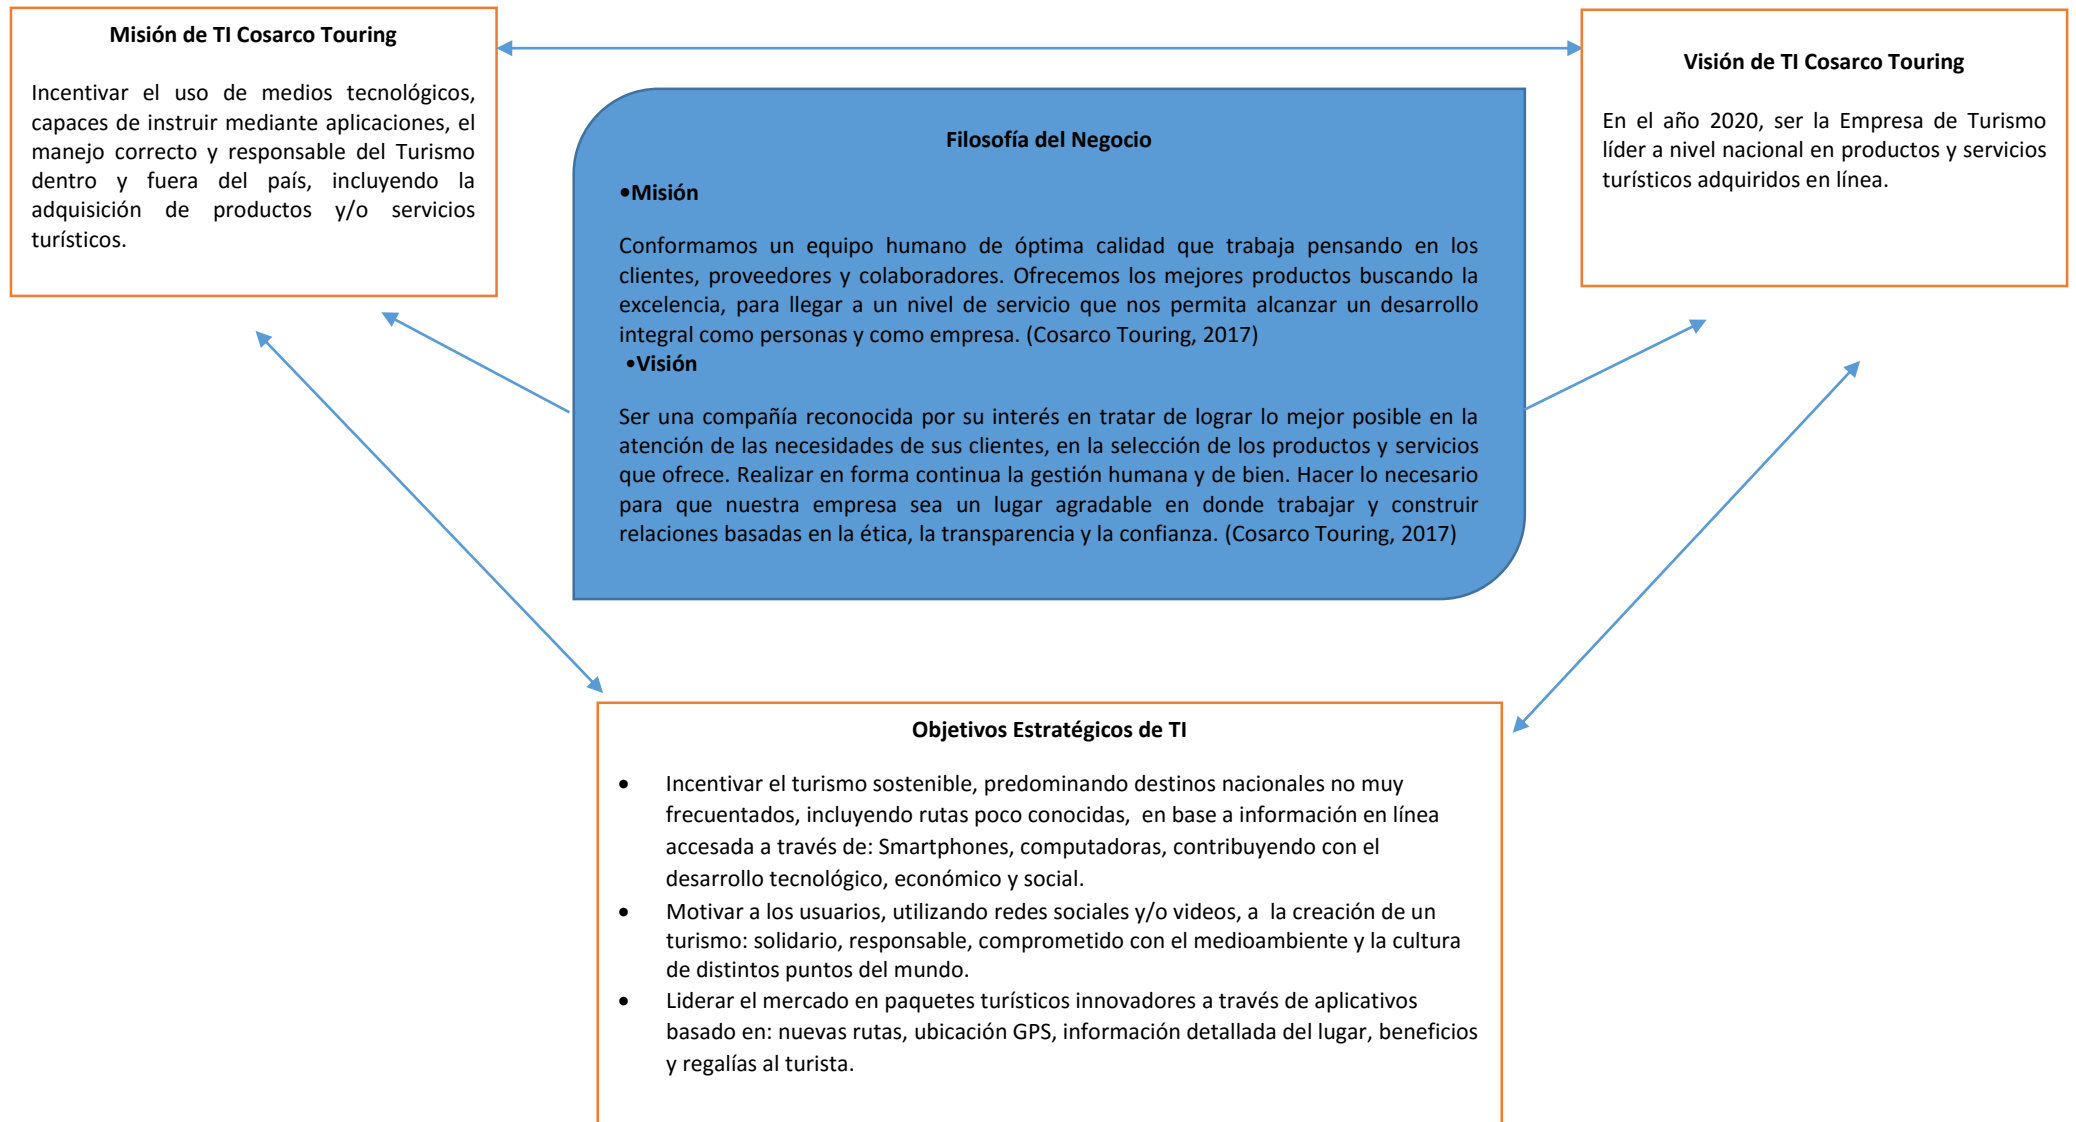 Misión de TI Cosarco Touring
Incentivar el uso de medios tecnológicos,
capaces de instruir mediante aplicaciones, el
manejo correcto y responsable del Turismo
dentro y fuera del país, incluyendo la
adquisición de productos y/o servicios
turísticos.
Visión de TI Cosarco Touring
En el año 2020, ser la Empresa de Turismo
líder a nivel nacional en productos y servicios
turísticos adquiridos en línea.
Filosofía del Negocio
•Misión
Conformamos un equipo humano de óptima calidad que trabaja pensando en los
clientes, proveedores y colaboradores. Ofrecemos los mejores productos buscando la
excelencia, para llegar a un nivel de servicio que nos permita alcanzar un desarrollo
integral como personas y como empresa. (Cosarco Touring, 2017)
•Visión
Ser una compañía reconocida por su interés en tratar de lograr lo mejor posible en la
atención de las necesidades de sus clientes, en la selección de los productos y servicios
que ofrece. Realizar en forma continua la gestión humana y de bien. Hacer lo necesario
para que nuestra empresa sea un lugar agradable en donde trabajar y construir
relaciones basadas en la ética, la transparencia y la confianza. (Cosarco Touring, 2017)
Objetivos Estratégicos de TI
• Incentivar el turismo sostenible, predominando destinos nacionales no muy
frecuentados, incluyendo rutas poco conocidas, en base a información en línea
accesada a través de: Smartphones, computadoras, contribuyendo con el
desarrollo tecnológico, económico y social.
• Motivar a los usuarios, utilizando redes sociales y/o videos, a la creación de un
turismo: solidario, responsable, comprometido con el medioambiente y la cultura
de distintos puntos del mundo.
• Liderar el mercado en paquetes turísticos innovadores a través de aplicativos
basado en: nuevas rutas, ubicación GPS, información detallada del lugar, beneficios
y regalías al turista.